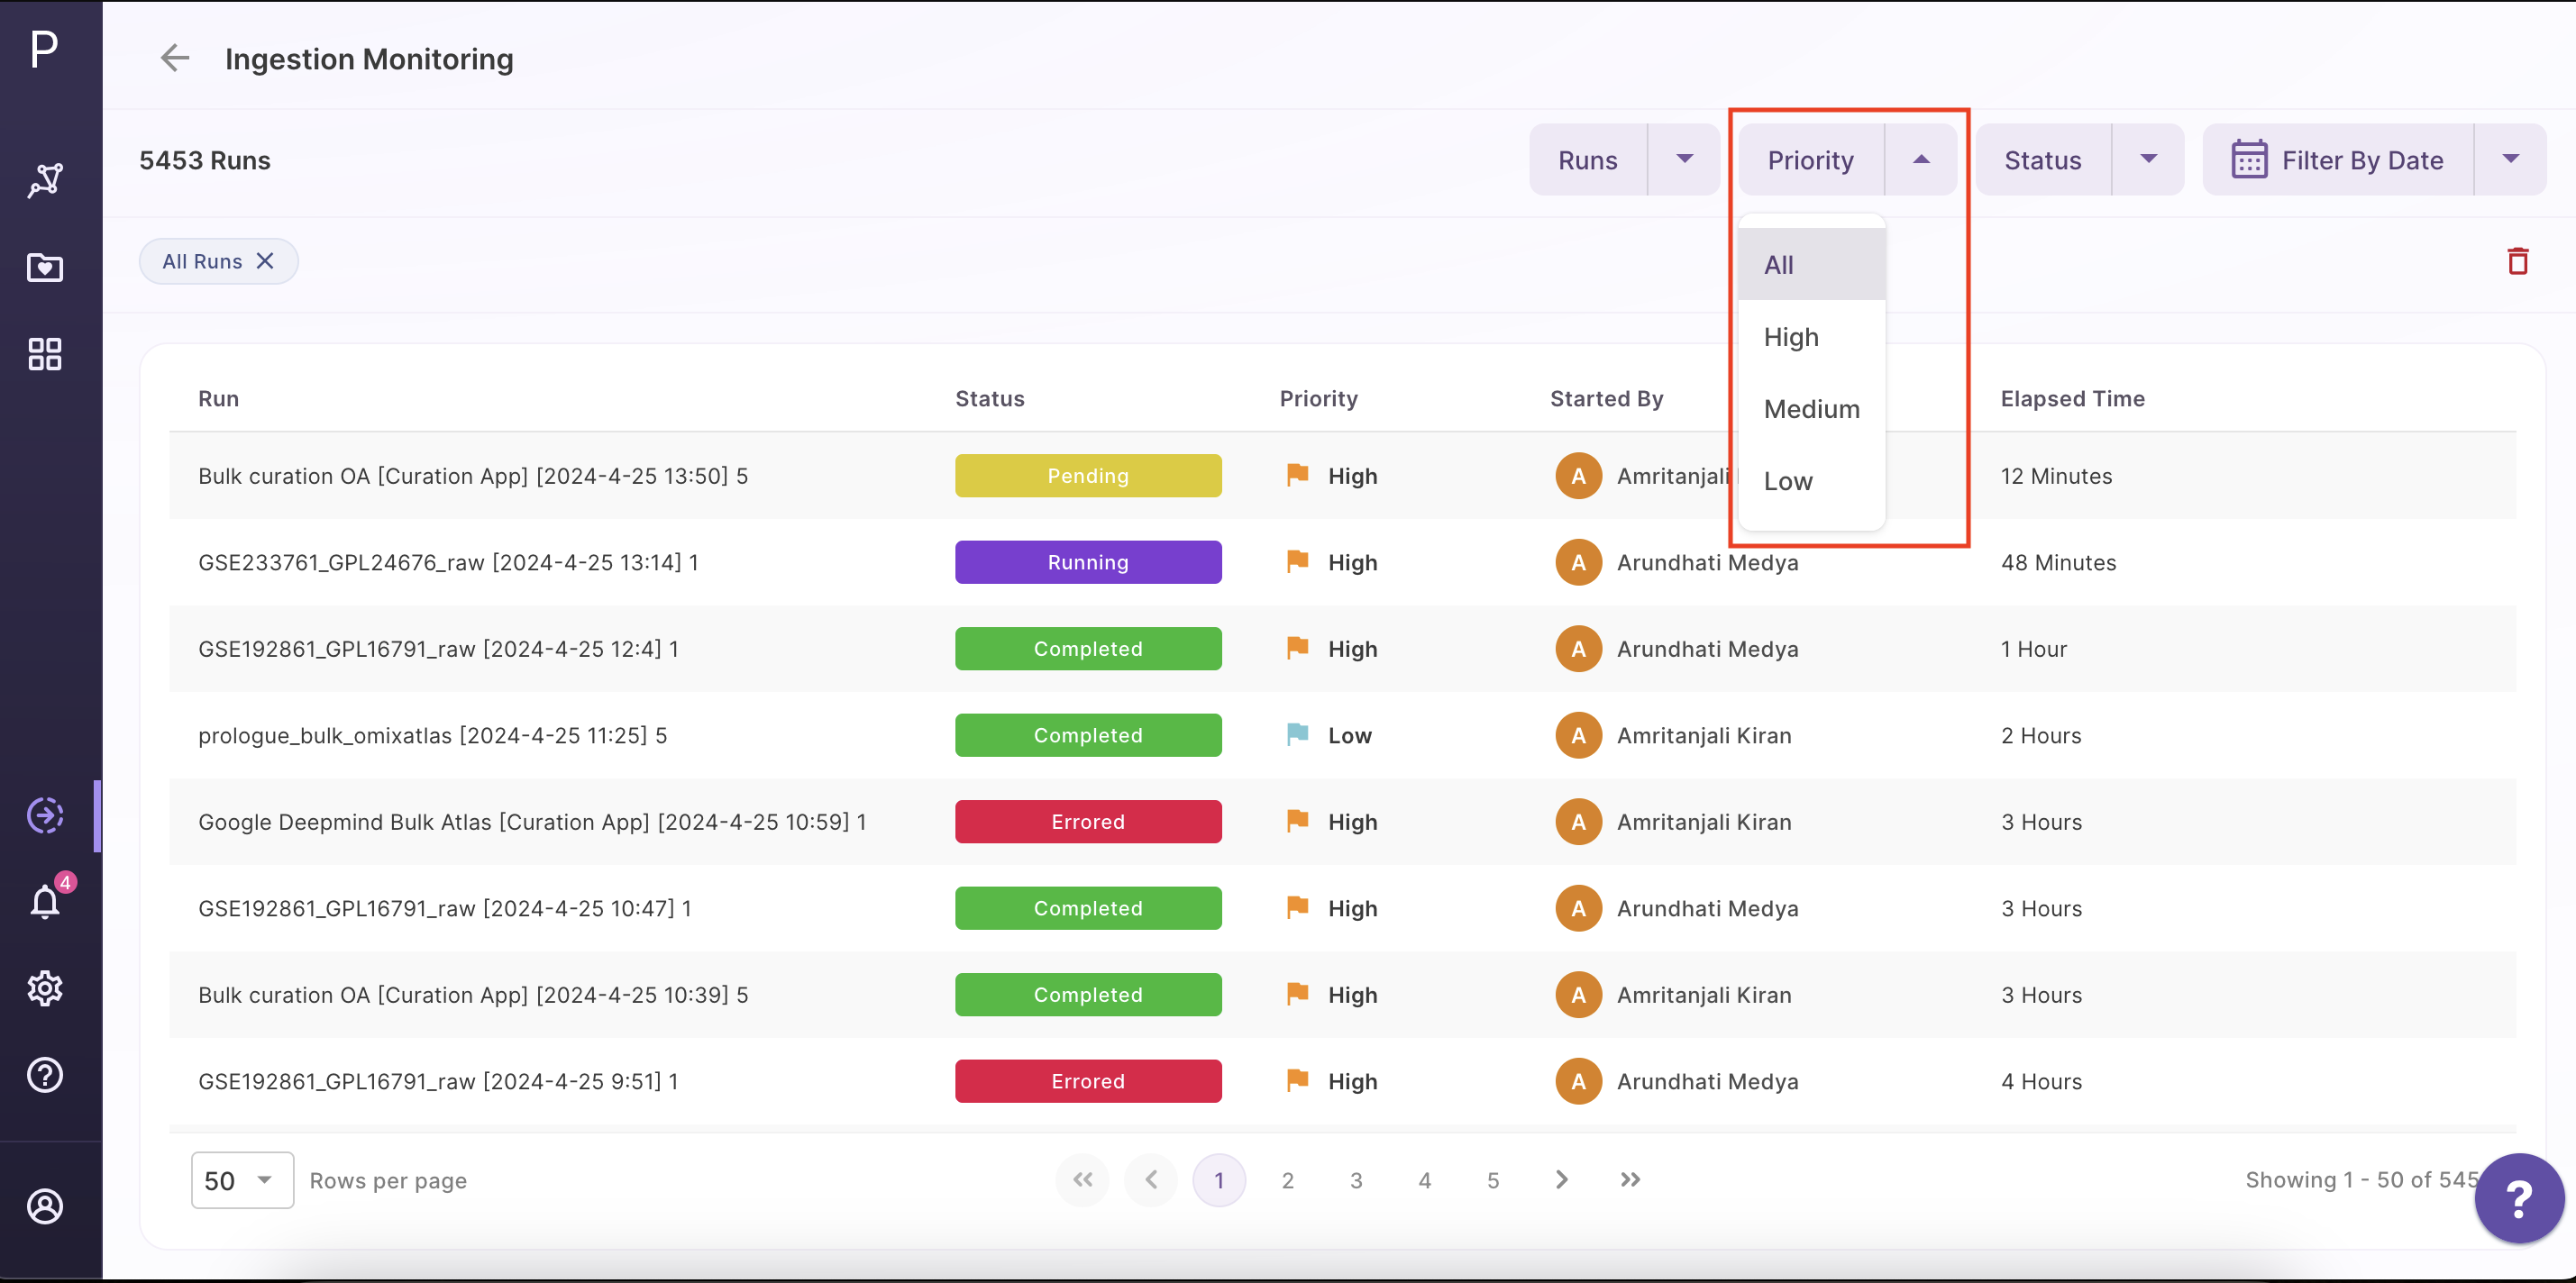 P
Ingestion Monitoring
5453 Runs
Runs
Priority
Status
Filter By Date
All Runs
All
High
Medium
Low
Run Status Priority Started By Elapsed Time
Bulk curation OA [Curation App] [2024-4-25 13:50] 5 Pending High A Amritanjali 12 Minutes
GSE233761_GPL24676_raw [2024-4-25 13:14] 1 Running High A Arundhati Medya 48 Minutes
GSE192861_GPL16791_raw [2024-4-25 12:4] 1 Completed High A Arundhati Medya 1 Hour
prologue_bulk_omixatlas [2024-4-25 11:25] 5 Completed Low A Amritanjali Kiran 2 Hours
Google Deepmind Bulk Atlas [Curation App] [2024-4-25 10:59] 1 Errored High A Amritanjali Kiran 3 Hours
GSE192861_GPL16791_raw [2024-4-25 10:47] 1 Completed High A Arundhati Medya 3 Hours
Bulk curation OA [Curation App] [2024-4-25 10:39] 5 Completed High A Amritanjali Kiran 3 Hours
GSE192861_GPL16791_raw [2024-4-25 9:51] 1 Errored High A Arundhati Medya 4 Hours
4
50 Rows per page
1 2 3 4 5
Showing 1 - 50 of 545
?